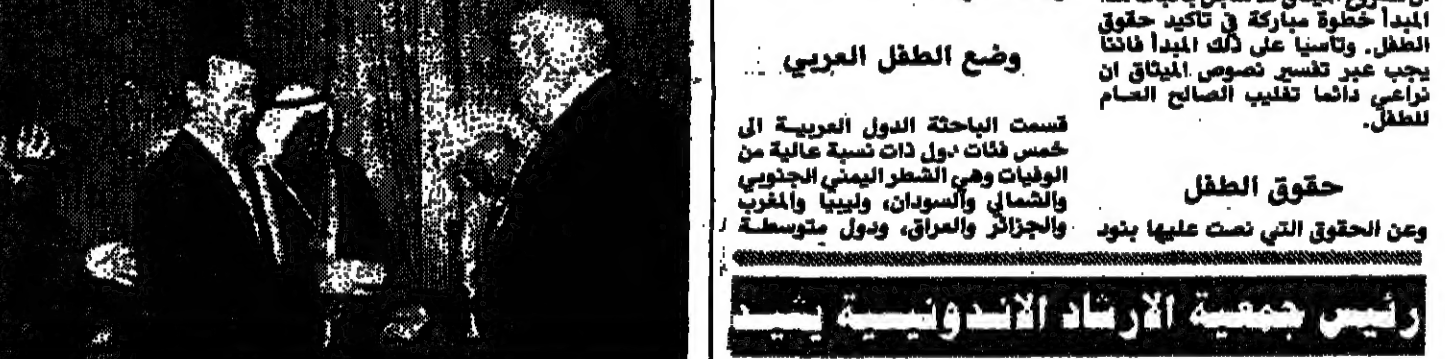 المبدأ خطوة مباركة في تأكيد حقوق
الطفل. وتأسيا على ذلك المبدأ فاننا
يجب عبر تفسير نصوص الميثاق ان
نراعي دائما تغليب الصالح العام
للطفل.
حقوق الطفل
وعن الحقوق التي نصت عليها بنود
وضع الطفل العربي
قسمت الباحثة الدول العربية الى
خمس فئات دول ذات نسبة عالية من
الوفيات وهي الشطر اليمني الجنوبي
والشمالي والسودان، وليبيا والمغرب
والجزائر والعراق، ودول متوسطة
رئيس جمعية الارشاد الاندونيسية يشيد